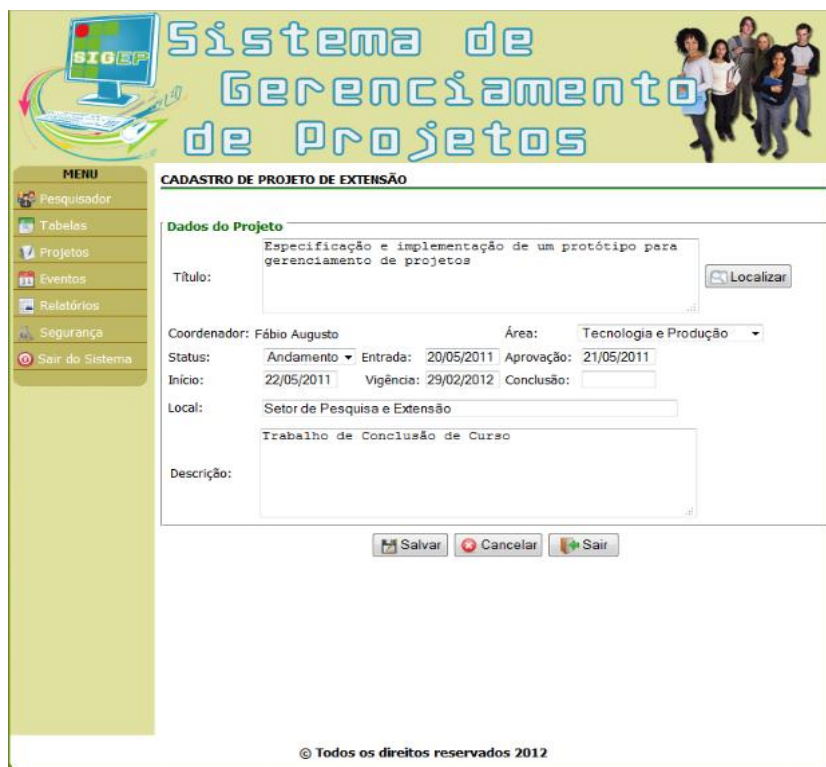 SIGEP
Sistema de
Gerenciamento
de Projetos
MENU
Pesquisador
Tabelas
Projetos
Eventos
Relatórios
Segurança
Sair do Sistema
CADASTRO DE PROJETO DE EXTENSÃO
Dados do Projeto
Título: Especificação e implementação de um protótipo para
gerenciamento de projetos
Localizar
Coordenador: Fábio Augusto Área: Tecnologia e Produção
Status: Andamento Entrada: 20/05/2011 Aprovação: 21/05/2011
Início: 22/05/2011 Vigência: 29/02/2012 Conclusão:
Local: Setor de Pesquisa e Extensão
Descrição: Trabalho de Conclusão de Curso
Salvar Cancelar Sair
© Todos os direitos reservados 2012